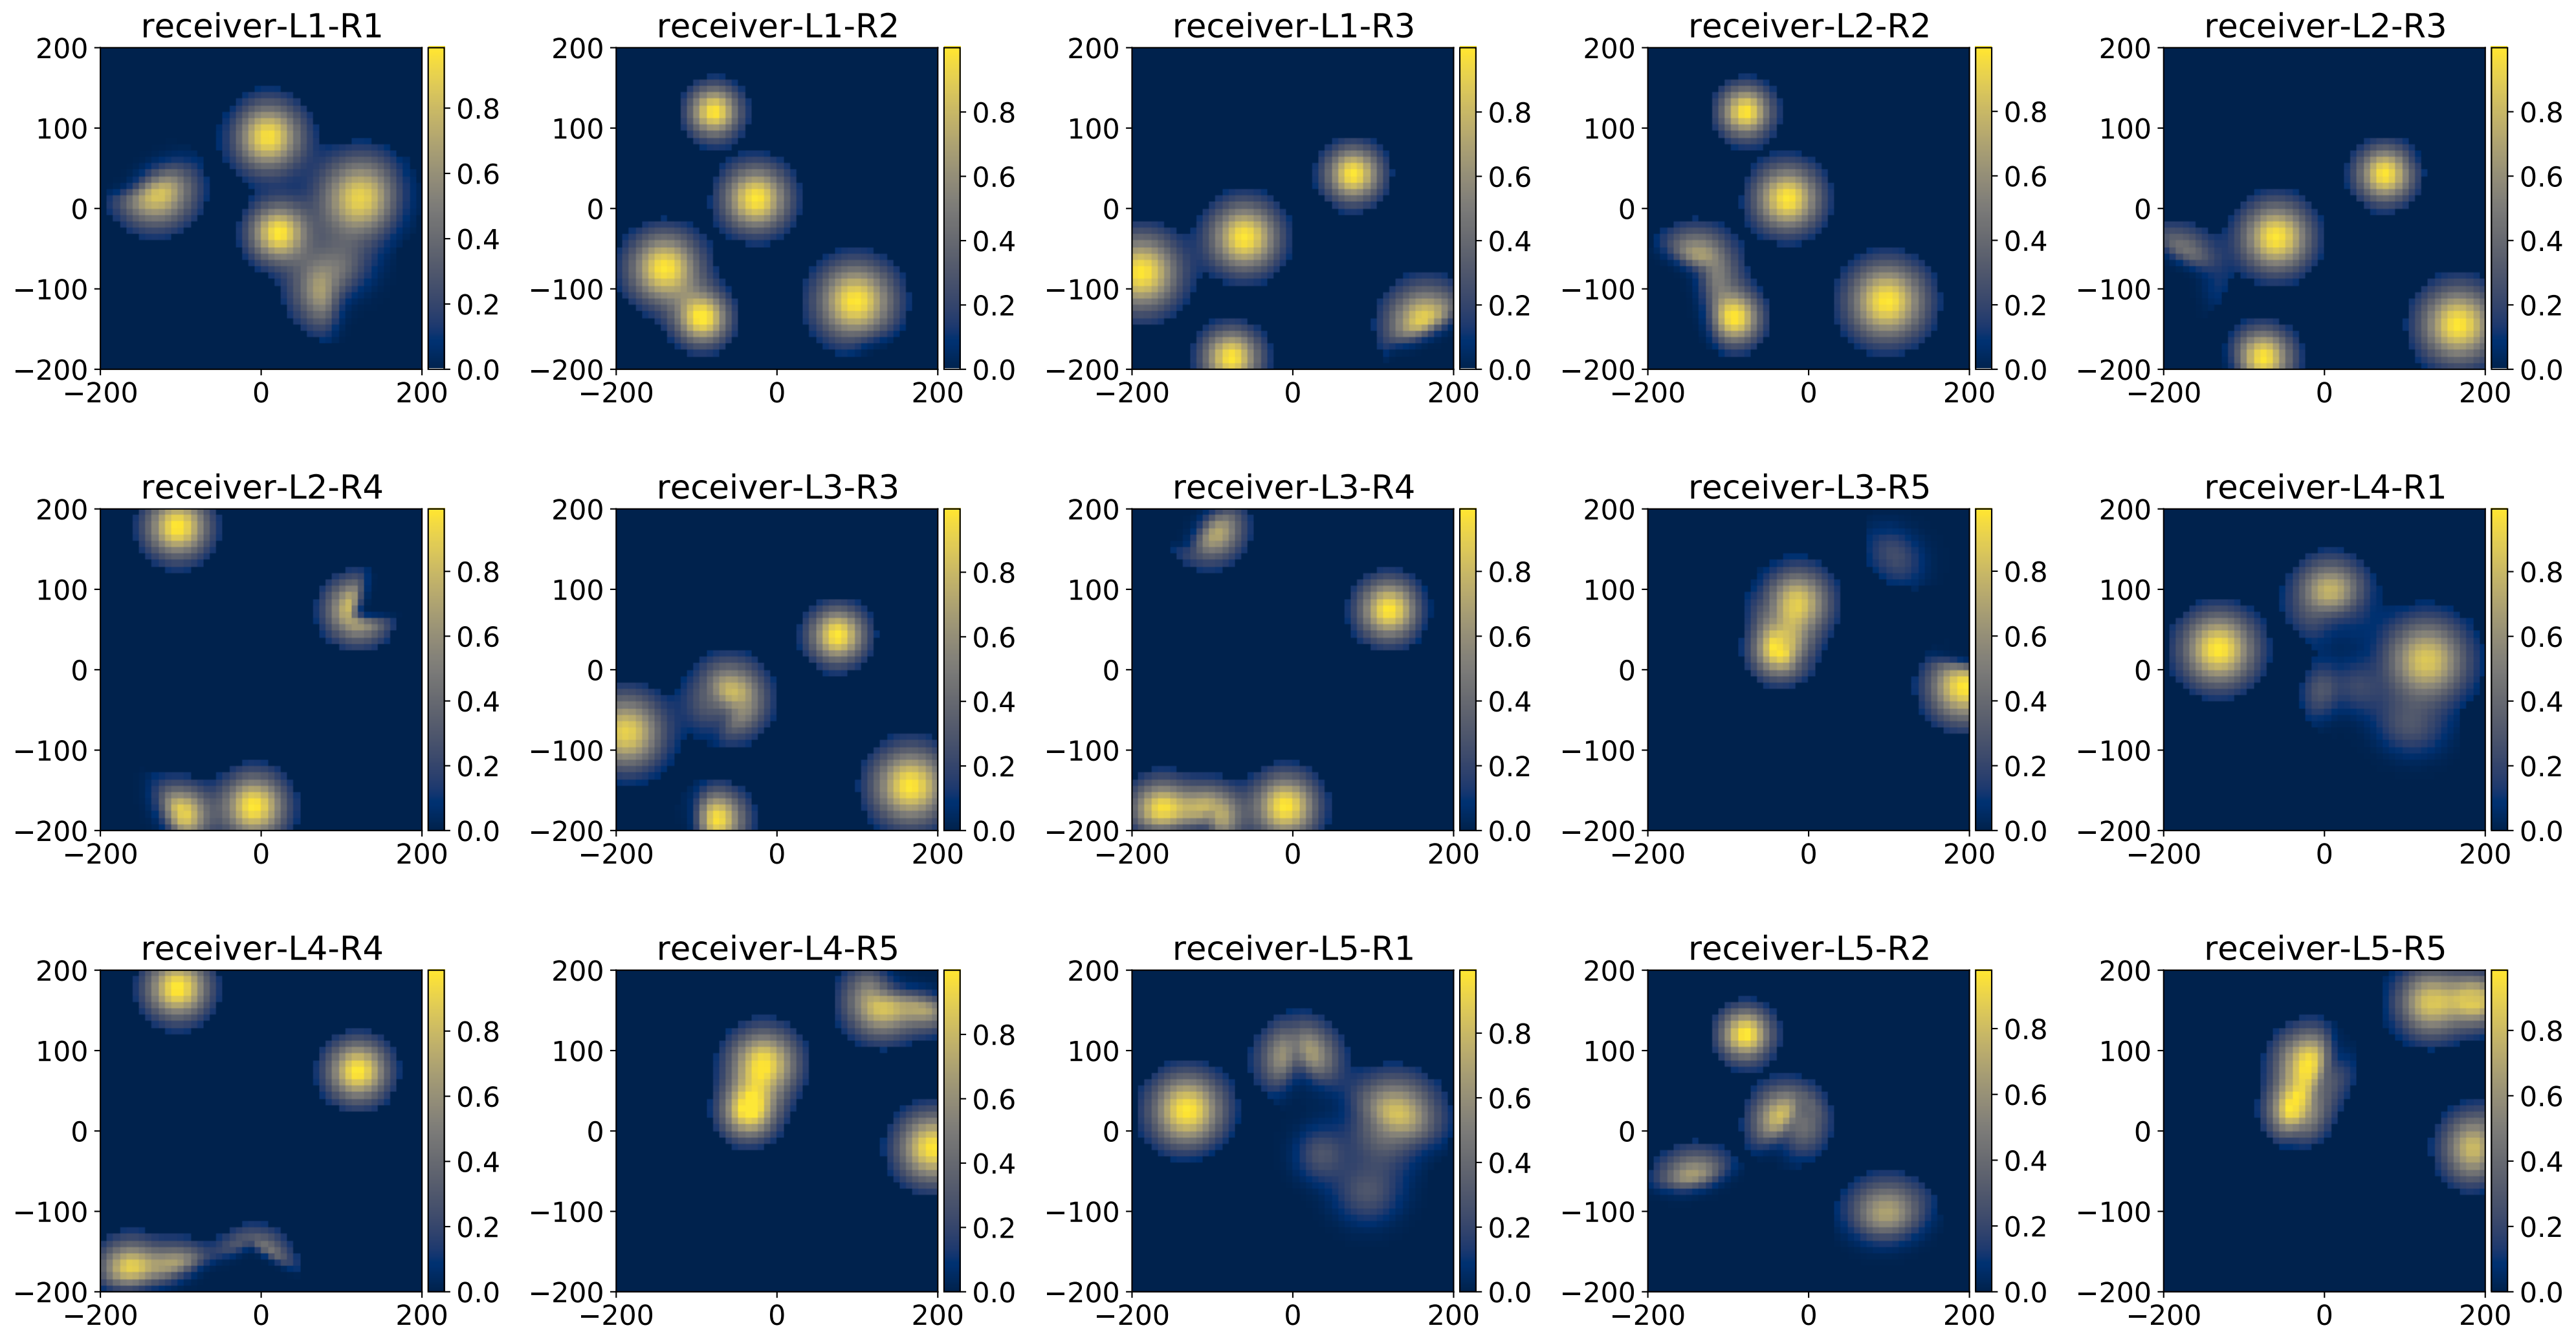 receiver-L1-R1 receiver-L1-R2 receiver-L1-R3 receiver-L2-R2 receiver-L2-R3
200 200 200 200 200
0.8 0.8 0.8 0.8 0.8
100 100 100 100 100
0.6 0.6 0.6 0.6 0.6
0 0 0 0 0
0.4 0.4 0.4 0.4 0.4
−100 −100 −100 −100 −100
0.2 0.2 0.2 0.2 0.2
−200 0.0 −200 0.0 −200 0.0 −200 0.0 −200 0.0
−200 0 200 −200 0 200 −200 0 200 −200 0 200 −200 0 200
receiver-L2-R4 receiver-L3-R3 receiver-L3-R4 receiver-L3-R5 receiver-L4-R1
200 200 200 200 200
0.8 0.8 0.8 0.8 0.8
100 100 100 100 100
0.6 0.6 0.6 0.6 0.6
0 0 0 0 0
0.4 0.4 0.4 0.4 0.4
−100 −100 −100 −100 −100
0.2 0.2 0.2 0.2 0.2
−200 0.0 −200 0.0 −200 0.0 −200 0.0 −200 0.0
−200 0 200 −200 0 200 −200 0 200 −200 0 200 −200 0 200
receiver-L4-R4 receiver-L4-R5 receiver-L5-R1 receiver-L5-R2 receiver-L5-R5
200 200 200 200 200
0.8 0.8 0.8 0.8 0.8
100 100 100 100 100
0.6 0.6 0.6 0.6 0.6
0 0 0 0 0
0.4 0.4 0.4 0.4 0.4
−100 −100 −100 −100 −100
0.2 0.2 0.2 0.2 0.2
−200 0.0 −200 0.0 −200 0.0 −200 0.0 −200 0.0
−200 0 200 −200 0 200 −200 0 200 −200 0 200 −200 0 200